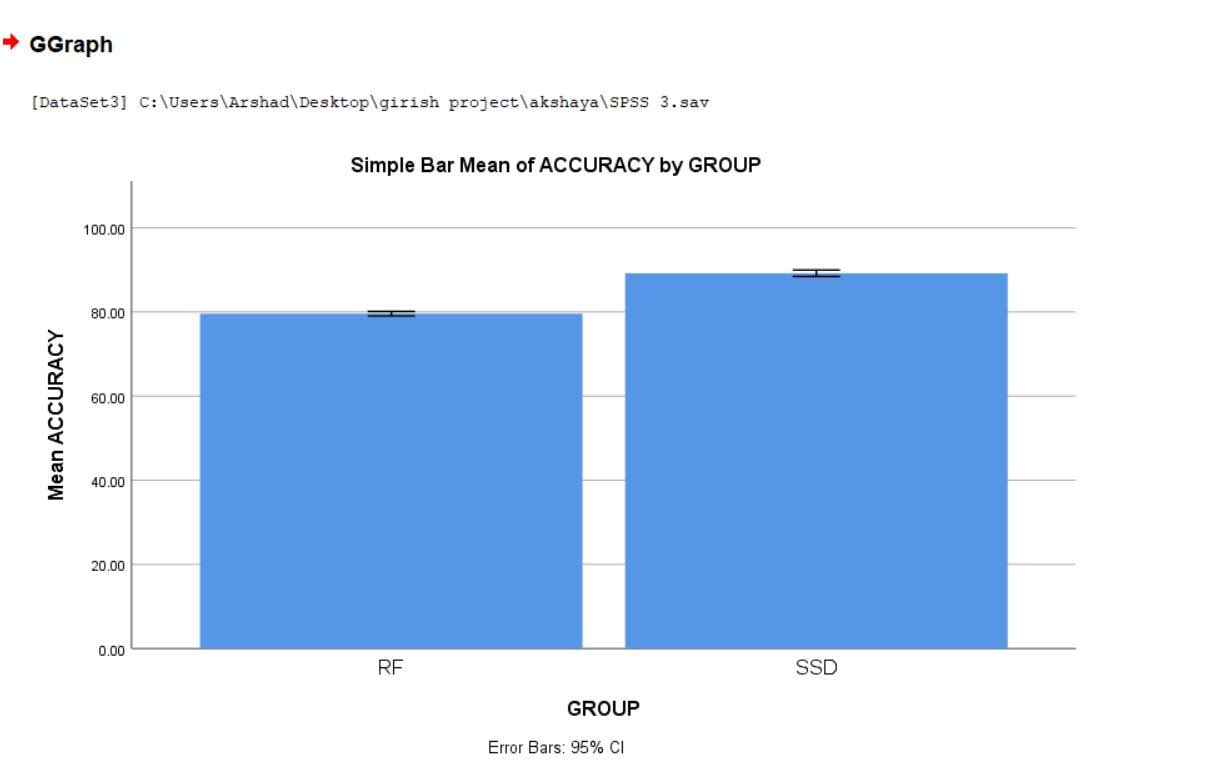 GGraph
[DataSet3] C:\Users\Arshad\Desktop\girish project\akshaya\SPSS 3.sav
Simple Bar Mean of ACCURACY by GROUP
Mean ACCURACY
100.00
80.00
60.00
40.00
20.00
0.00
RF SSD
GROUP
Error Bars: 95% CI